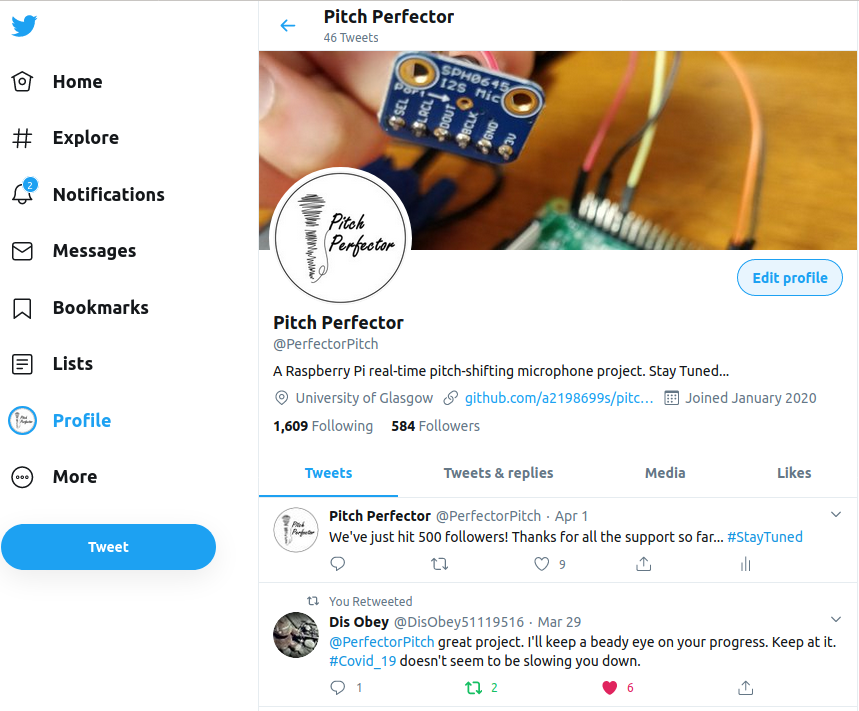 Pitch Perfector
46 Tweets
Home
Explore
2
Notifications
Messages
Bookmarks
Lists
Profile
More
Tweet
SPH0645
I2S Mic
Port1
SEL
LRCL
DOUT
BCLK
GND
3V
Pitch
Perfector
Edit profile
Pitch Perfector
@PerfectorPitch
A Raspberry Pi real-time pitch-shifting microphone project. Stay Tuned...
University of Glasgow github.com/a2198699s/pitc… Joined January 2020
1,609 Following 584 Followers
Tweets Tweets & replies Media Likes
Pitch Perfector @PerfectorPitch · Apr 1
We've just hit 500 followers! Thanks for all the support so far... #StayTuned
9
You Retweeted
Dis Obey @DisObey51119516 · Mar 29
@PerfectorPitch great project. I'll keep a beady eye on your progress. Keep at it.
#Covid_19 doesn't seem to be slowing you down.
1 2 6